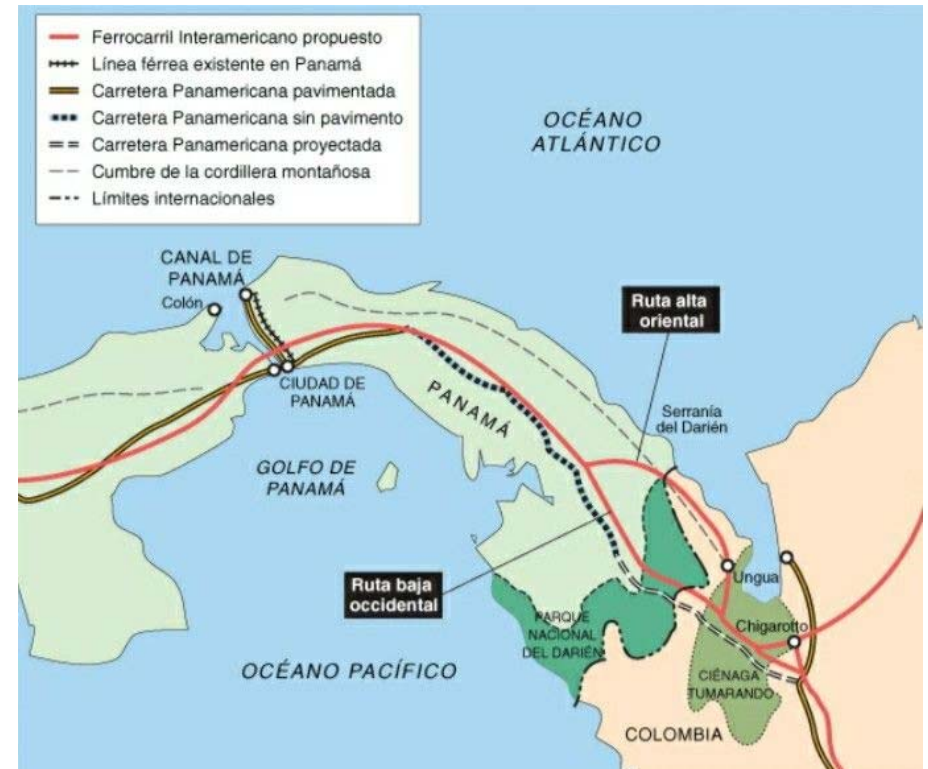 Ferrocarril Interamericano propuesto
Línea férrea existente en Panamá
Carretera Panamericana pavimentada
Carretera Panamericana sin pavimento
Carretera Panamericana proyectada
Cumbre de la cordillera montañosa
Límites internacionales
OCÉANO
ATLÁNTICO
CANAL DE
PANAMÁ
Colón
Ruta alta
oriental
CIUDAD DE
PANAMÁ
PANAMÁ
Serranía
del Darién
GOLFO DE
PANAMÁ
Ruta baja
occidental
Ungua
PARQUE
NACIONAL
DEL DARIÉN
Chigarotto
OCÉANO PACÍFICO
CIÉNAGA
TUMARANDO
COLOMBIA